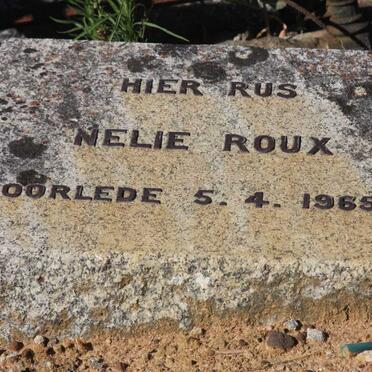 HIER RUS
NELIE ROUX
OORLEDE 5.4.1965